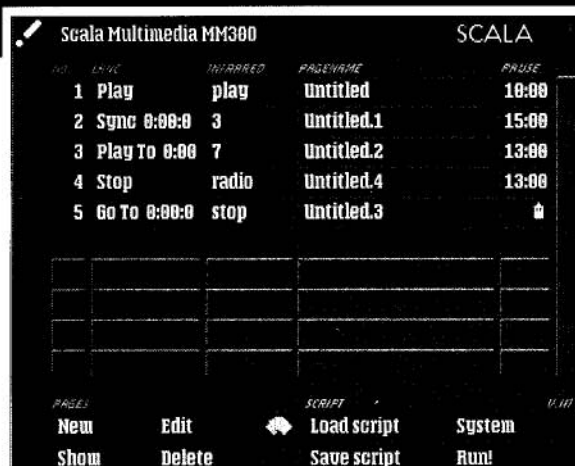 Scala Multimedia MM300 SCALA
NO. LANC INFRARED PAGENAME PAUSE
1 Play play Untitled 10:00
2 Sync 0:00:0 3 Untitled.1 15:00
3 Play To 0:00 7 Untitled.2 13:00
4 Stop radio Untitled.4 13:00
5 Go To 0:00:0 stop Untitled.3
PAGES SCRIPT
New Edit Load script System
Show Delete Save script Run!